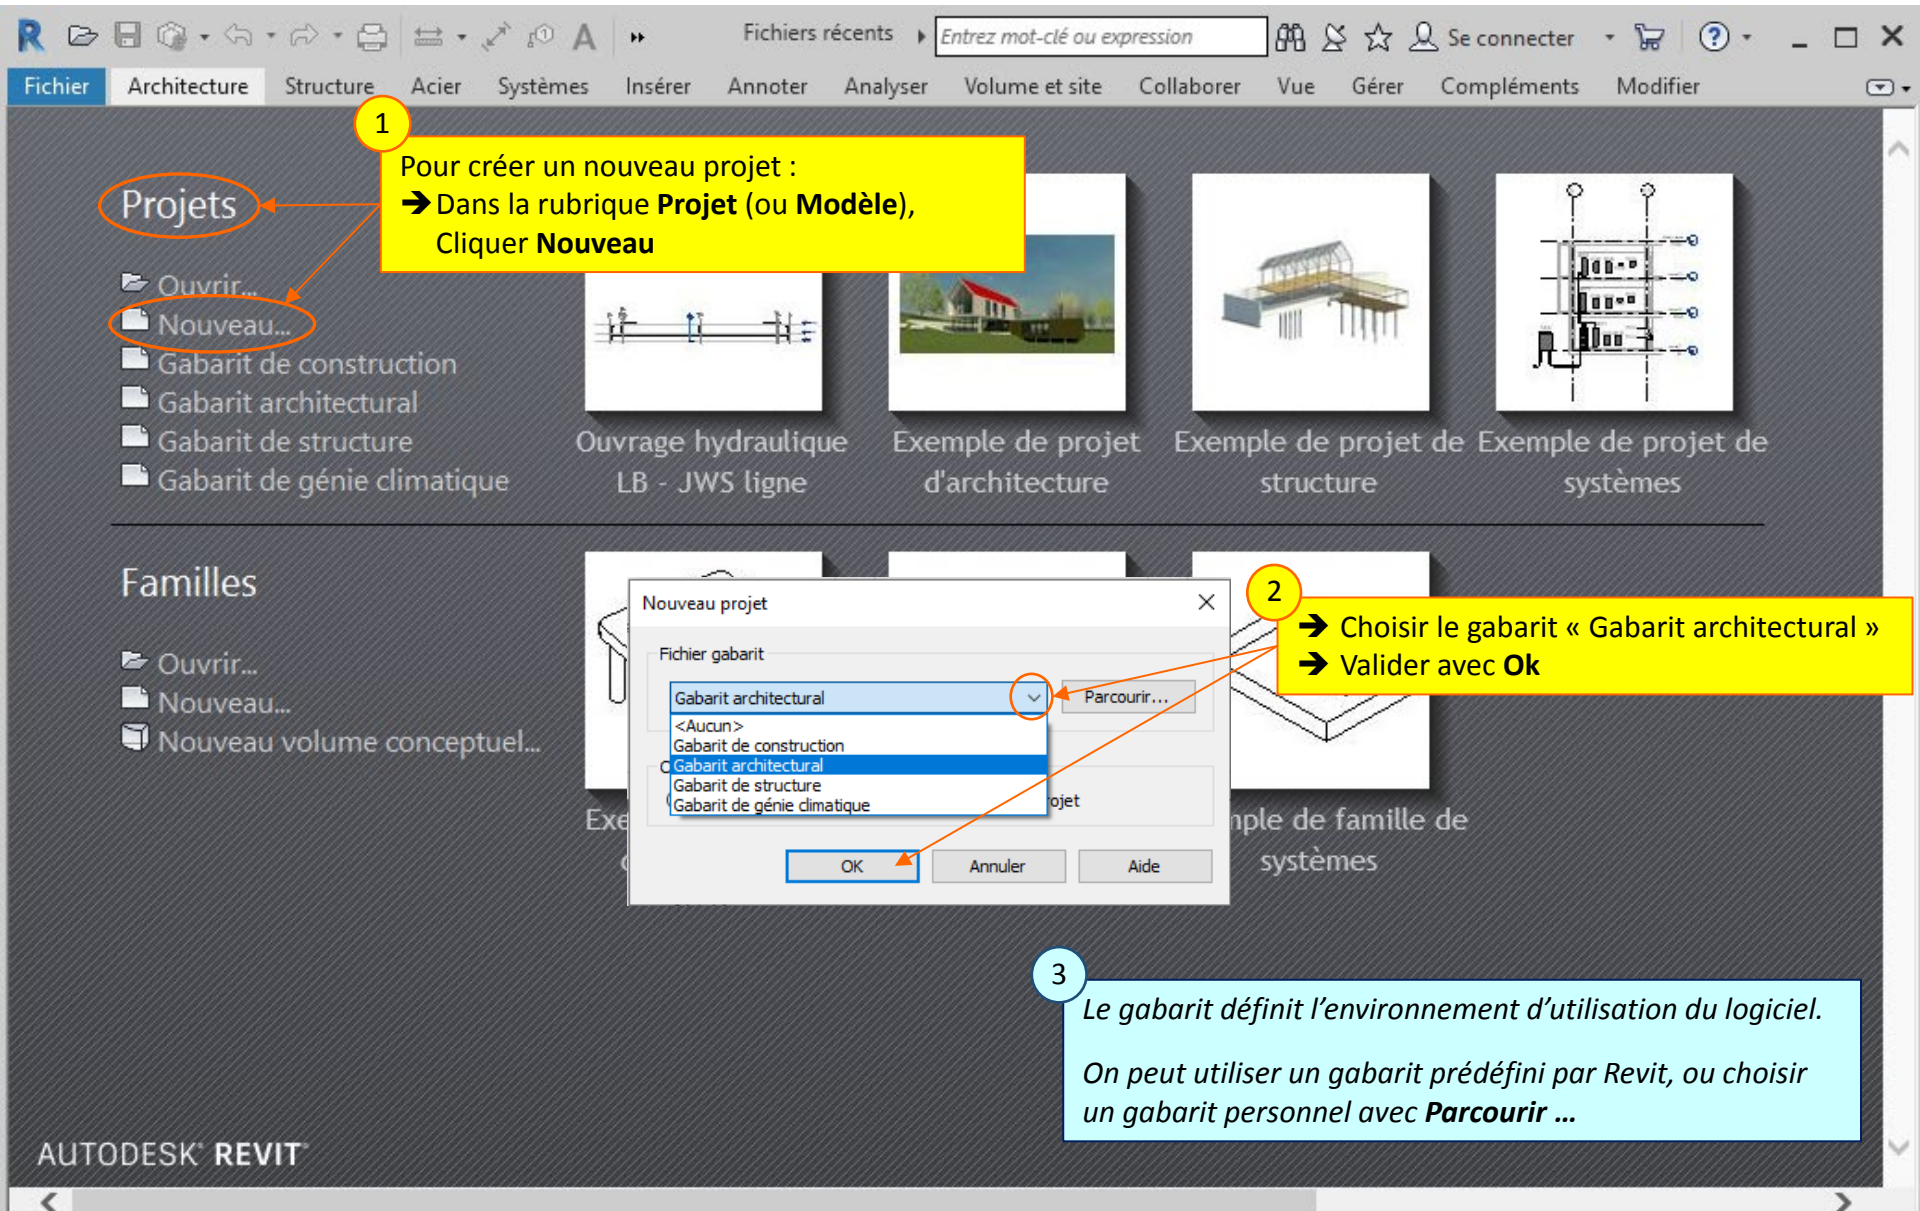 Fichiers récents
Entrez mot-clé ou expression
Se connecter
Fichier Architecture Structure Acier Systèmes Insérer Annoter Analyser Volume et site Collaborer Vue Gérer Compléments Modifier
1
Pour créer un nouveau projet :
➔ Dans la rubrique Projet (ou Modèle),
Cliquer Nouveau
Projets
Ouvrir...
Nouveau...
Gabarit de construction
Gabarit architectural
Gabarit de structure
Gabarit de génie climatique
Ouvrage hydraulique
LB - JWS ligne
Exemple de projet
d'architecture
Exemple de projet de
structure
Exemple de projet de
systèmes
Familles
Ouvrir...
Nouveau...
Nouveau volume conceptuel...
Nouveau projet
Fichier gabarit
Gabarit architectural
Parcourir...
<Aucun>
Gabarit de construction
Gabarit architectural
Gabarit de structure
Gabarit de génie climatique
OK
Annuler
Aide
2
➔ Choisir le gabarit « Gabarit architectural »
➔ Valider avec Ok
de famille de
systèmes
3
Le gabarit définit l’environnement d’utilisation du logiciel.
On peut utiliser un gabarit prédéfini par Revit, ou choisir
un gabarit personnel avec Parcourir ...
AUTODESK® REVIT®